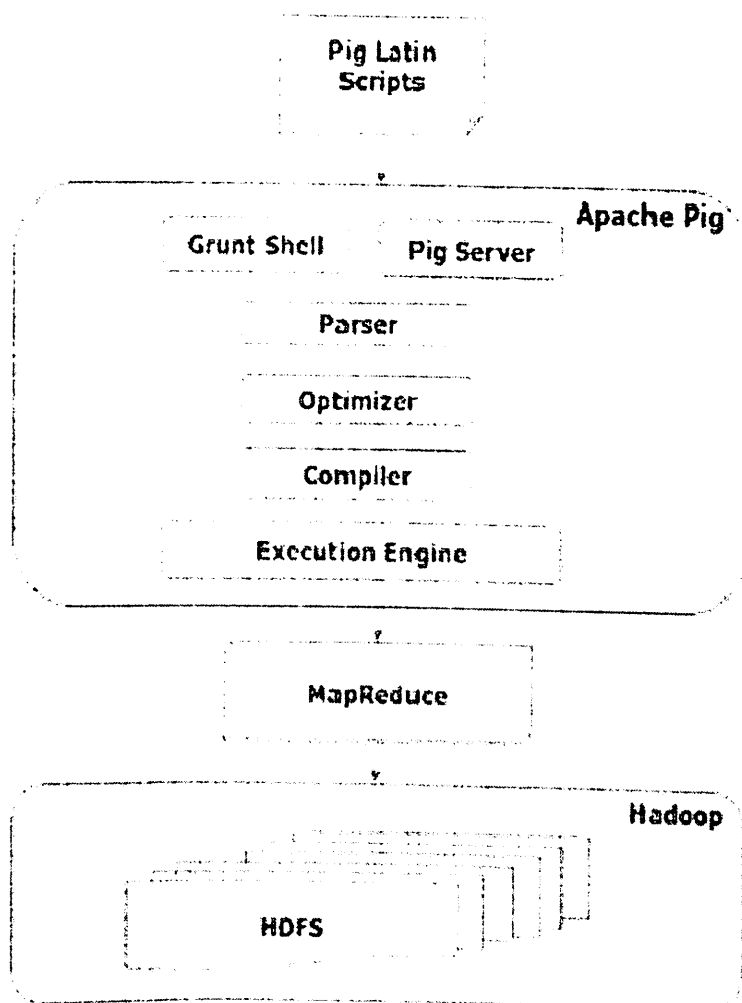 Pig Latin
Scripts
Apache Pig
Grunt Shell
Pig Server
Parser
Optimizer
Compiler
Execution Engine
MapReduce
Hadoop
HDFS